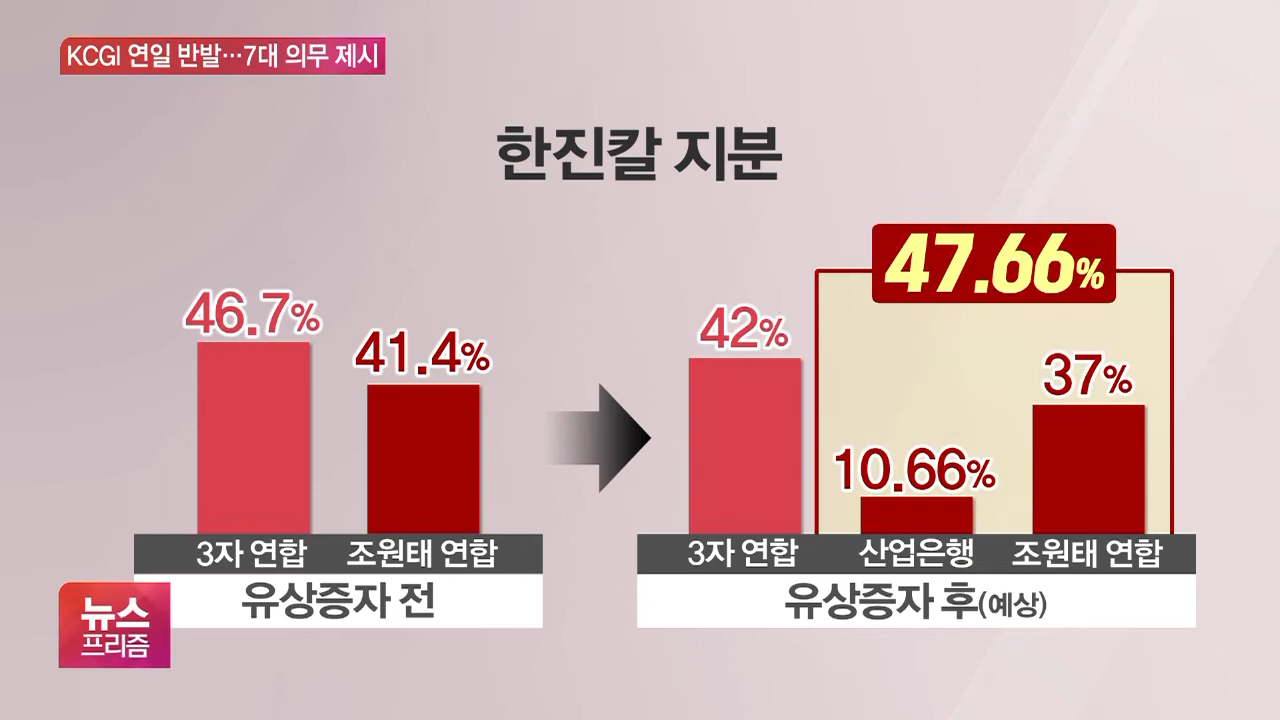 KCGI 연일 반발…7대 의무 제시
한진칼 지분
46.7%
41.4%
3자 연합
조원태 연합
유상증자 전
47.66%
42%
10.66%
37%
3자 연합
산업은행
조원태 연합
유상증자 후(예상)
뉴스
프리즘